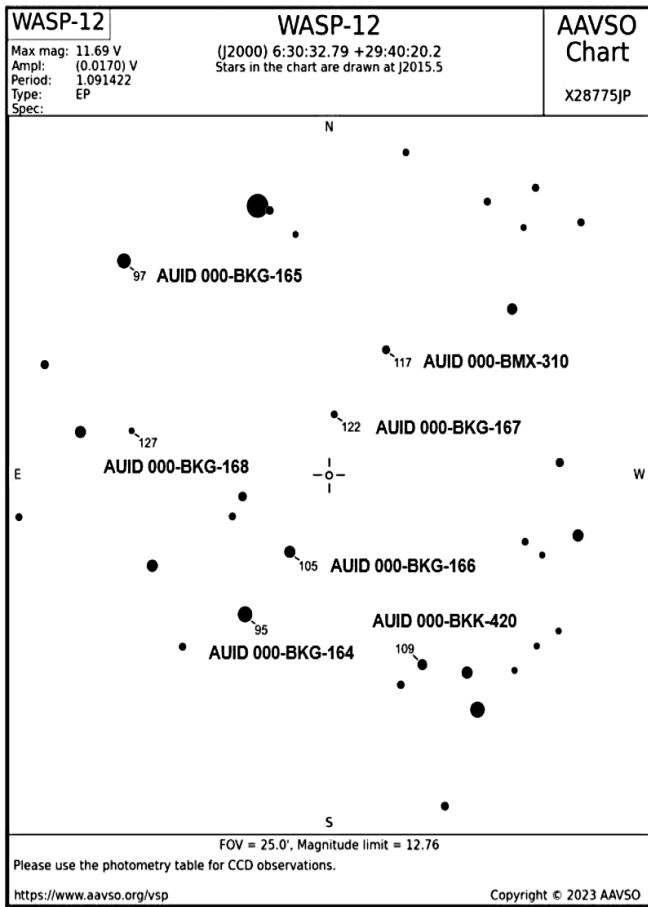 WASP-12
Max mag: 11.69 V
Ampl: (0.0170) V
Period: 1.091422
Type: EP
Spec:
WASP-12
(J2000) 6:30:32.79 +29:40:20.2
Stars in the chart are drawn at J2015.5
AAVSO
Chart
X28775JP
N
97 AUID 000-BKG-165
117 AUID 000-BMX-310
122 AUID 000-BKG-167
127
AUID 000-BKG-168
E
W
105 AUID 000-BKG-166
95
AUID 000-BKK-420
AUID 000-BKG-164
109
S
FOV = 25.0', Magnitude limit = 12.76
Please use the photometry table for CCD observations.
https://www.aavso.org/vsp
Copyright © 2023 AAVSO